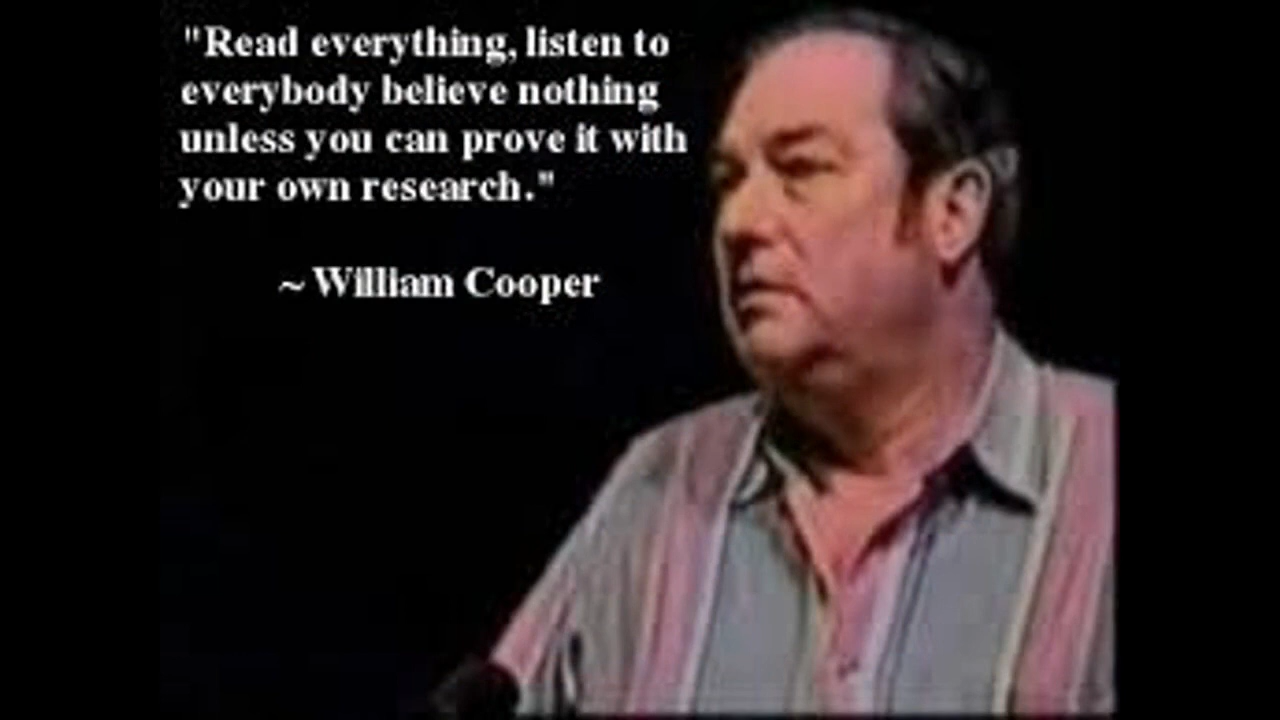 "Read everything, listen to
everybody believe nothing
unless you can prove it with
your own research."
~ William Cooper